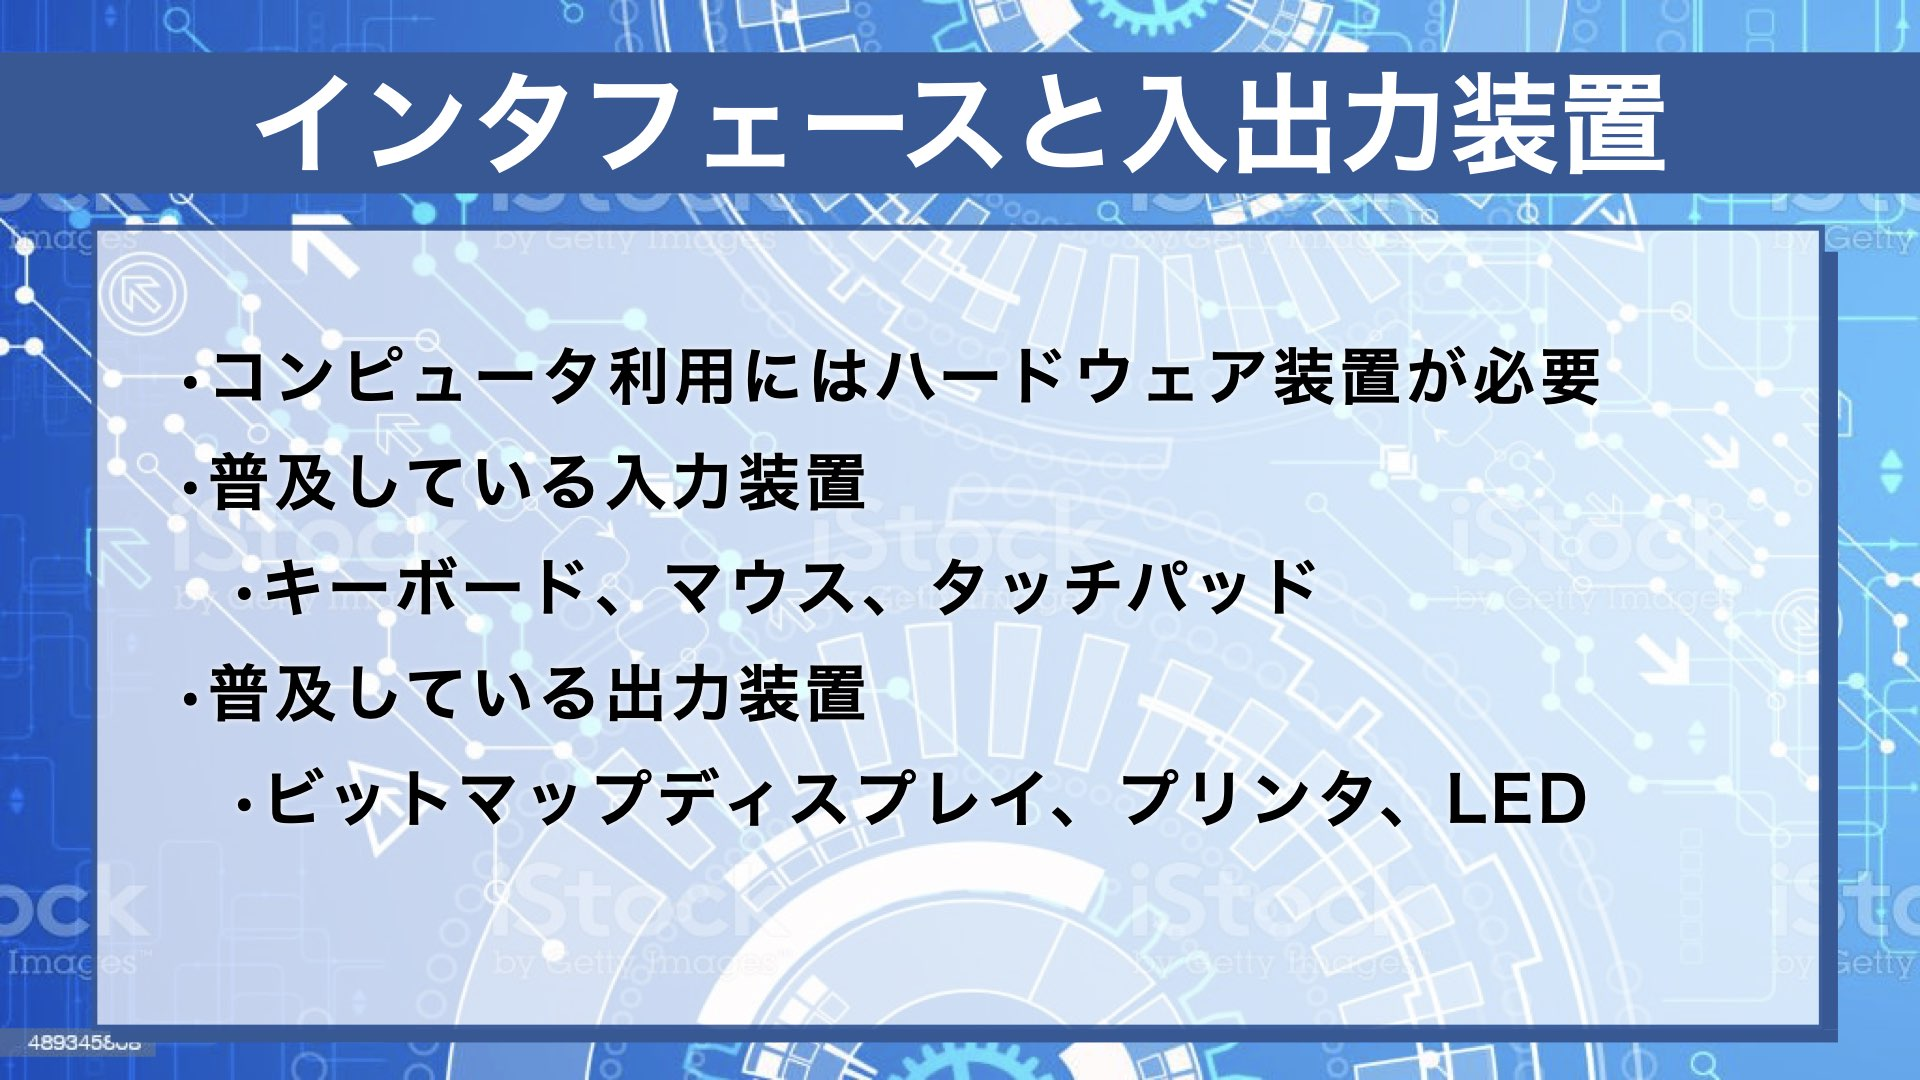 インタフェースと入出力装置
・コンピュータ利用にはハードウェア装置が必要
・普及している入力装置
・キーボード、マウス、タッチパッド
・普及している出力装置
・ビットマップディスプレイ、プリンタ、LED
iStock
by Getty Images